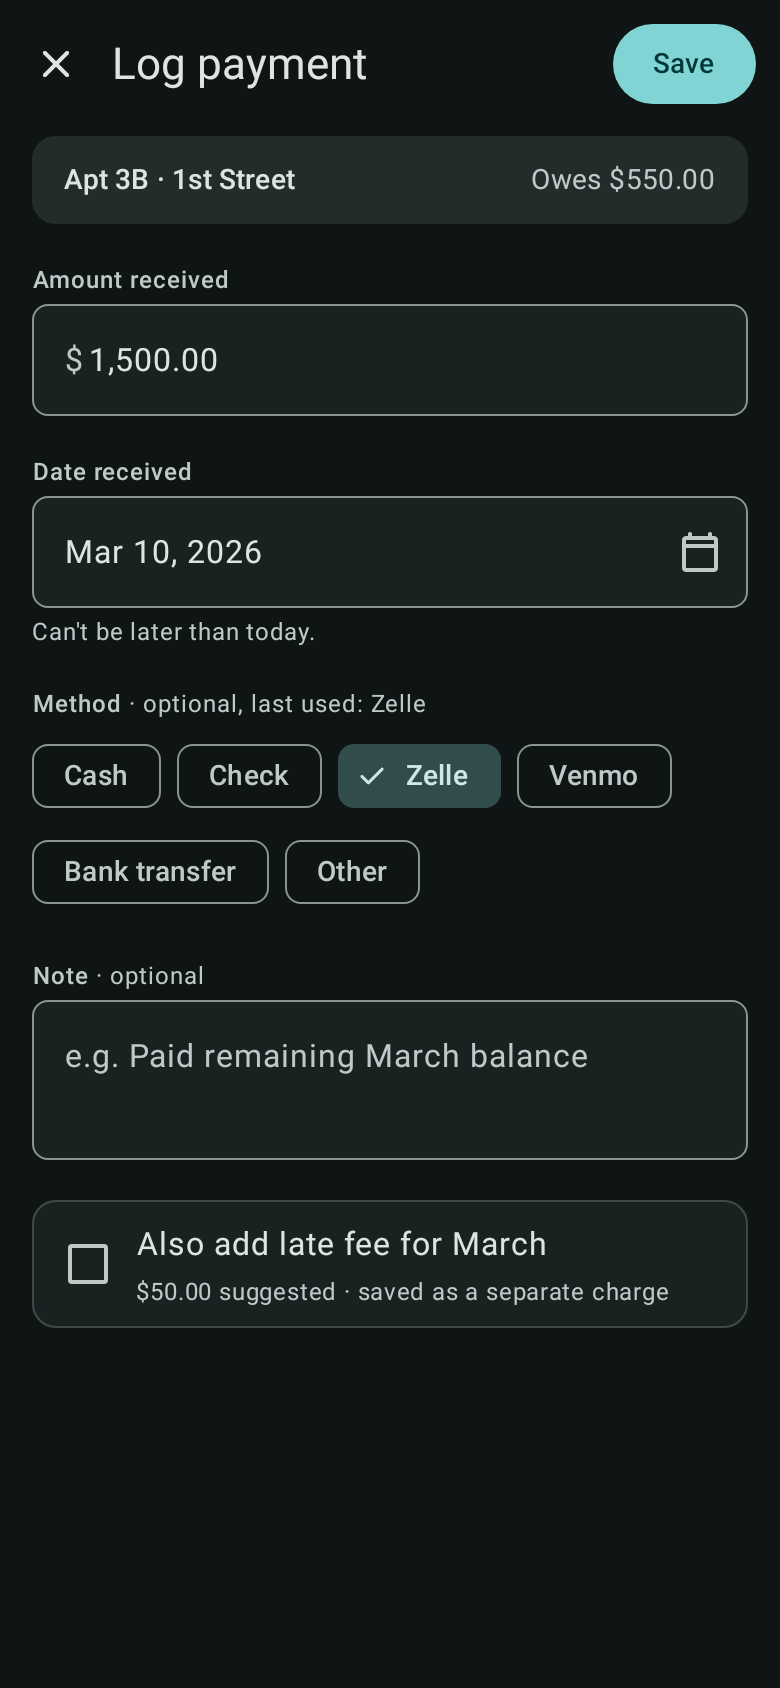 Log payment
Save
Apt 3B · 1st Street
Owes $550.00
Amount received
$ 1,500.00
Date received
Mar 10, 2026
Can't be later than today.
Method · optional, last used: Zelle
Cash
Check
Zelle
Venmo
Bank transfer
Other
Note · optional
e.g. Paid remaining March balance
Also add late fee for March
$50.00 suggested · saved as a separate charge